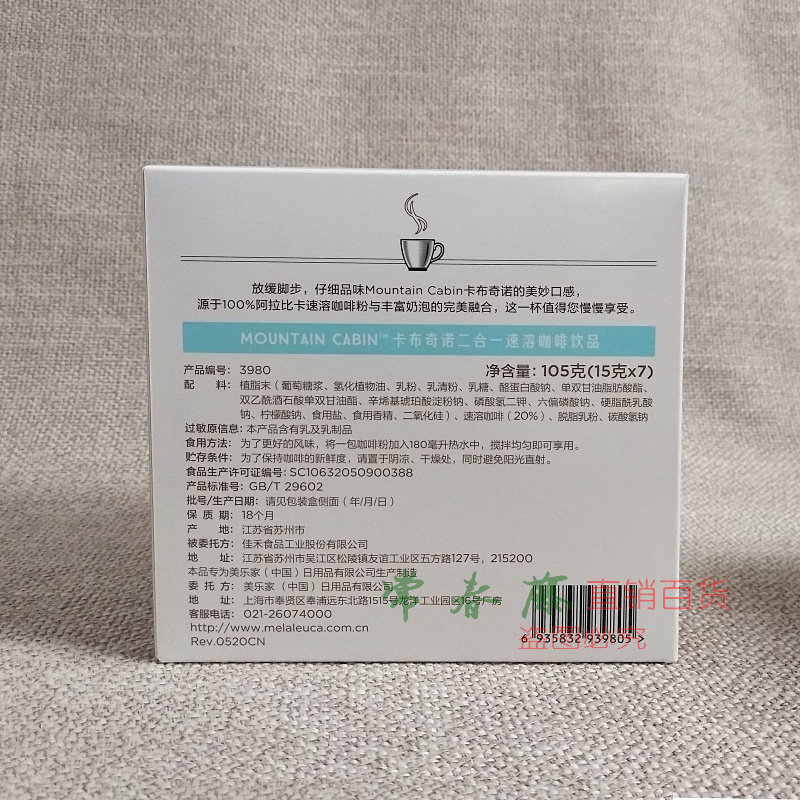 放缓脚步，仔细品味Mountain Cabin卡布奇诺的美妙口感，
源于100%阿拉比卡速溶咖啡粉与丰富奶泡的完美融合，这一杯值得您慢慢享受。
MOUNTAIN CABIN™ 卡布奇诺二合一速溶咖啡饮品
产品编号：3980
净含量：105克(15克x7)
配 料：植脂末（葡萄糖浆、氢化植物油、乳粉、乳清粉、乳糖、酪蛋白酸钠、单双甘油脂肪酸酯、
双乙酰酒石酸单双甘油酯、辛烯基琥珀酸淀粉钠、磷酸氢二钾、六偏磷酸钠、硬脂酰乳酸
钠、柠檬酸钠、食用盐、食用香精、二氧化硅）、速溶咖啡（20%）、脱脂乳粉、碳酸氢钠
过敏原信息：本产品含有乳及乳制品
食用方法：为了更好的风味，将一包咖啡粉加入180毫升热水中，搅拌均匀即可享用。
贮存条件：为了保持咖啡的新鲜度，请置于阴凉、干燥处，同时避免阳光直射。
食品生产许可证编号：SC10632050900388
产品标准号：GB/T 29602
批号/生产日期：请见包装盒侧面（年/月/日）
保 质 期：18个月
产 地：江苏省苏州市
被委托方：佳禾食品工业股份有限公司
地 址：江苏省苏州市吴江区松陵镇友谊工业区五方路127号，215200
本品专为美乐家（中国）日用品有限公司生产制造
委 托 方：美乐家（中国）日用品有限公司
地 址：上海市奉贤区奉浦远东北路1515号龙洋工业园区16号厂房
客服电话：021-26074000
http://www.melaleuca.com.cn
Rev.0520CN
常春藤 直销百货
盗图必究
6 935832 939805 >